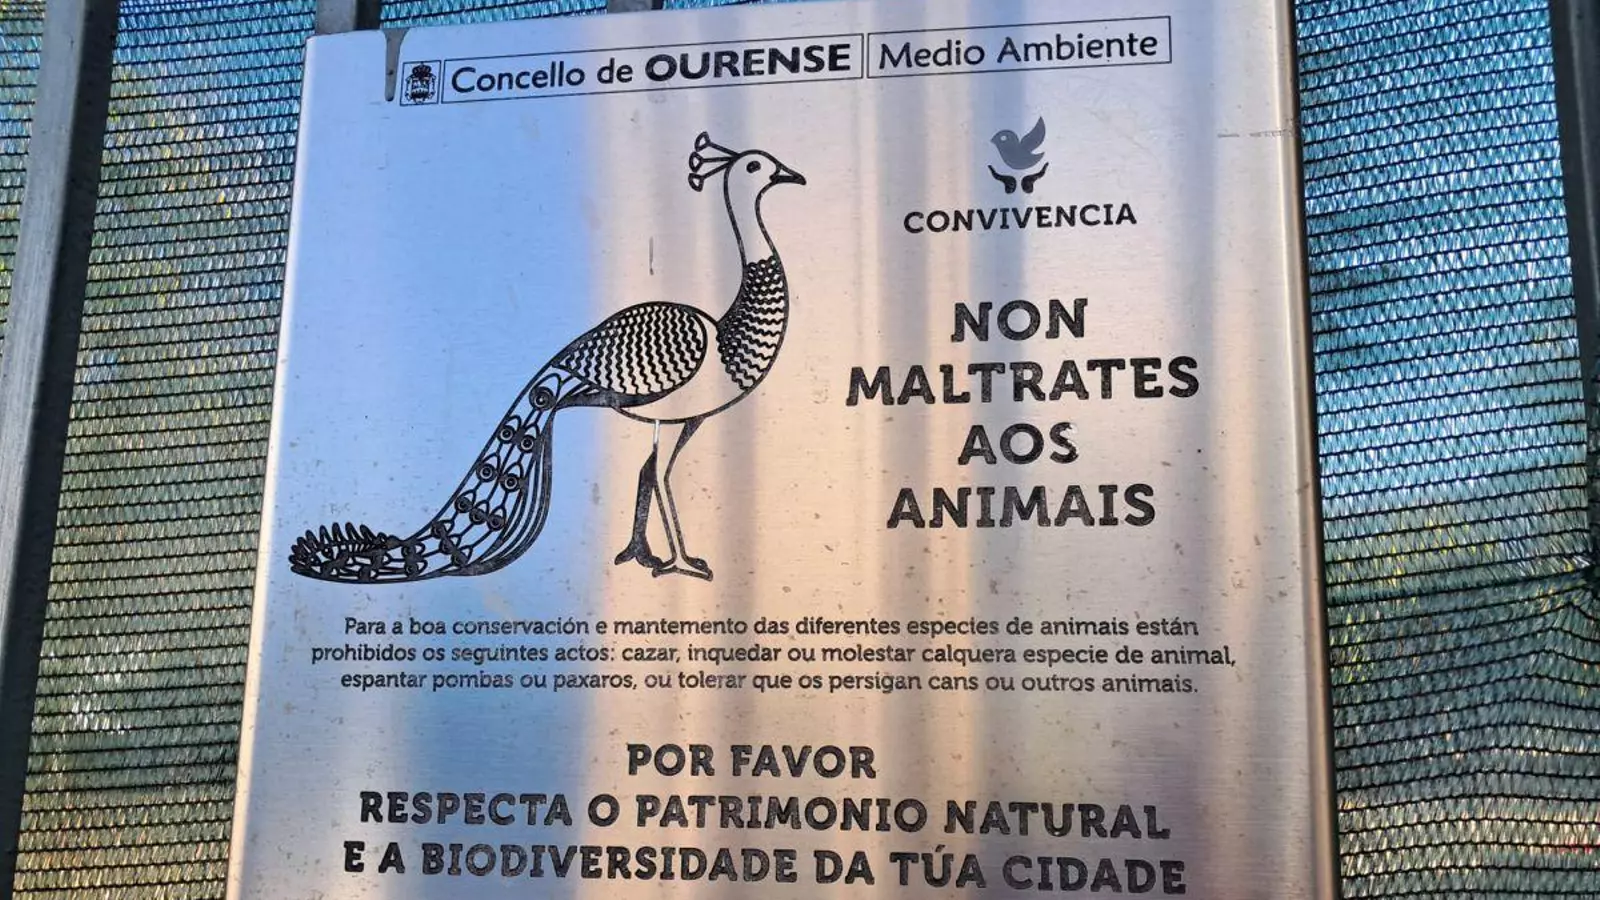 Concello de OURENSE Medio Ambiente
CONVIVENCIA
NON
MALTRATES
AOS
ANIMAIS
Para a boa conservación e mantemento das diferentes especies de animais están
prohibidos os seguintes actos: cazar, inquedar ou molestar calquera especie de animal,
espantar pombas ou paxaros, ou tolerar que os persigan cans ou outros animais.
POR FAVOR
RESPECTA O PATRIMONIO NATURAL
E A BIODIVERSIDADE DA TÚA CIDADE